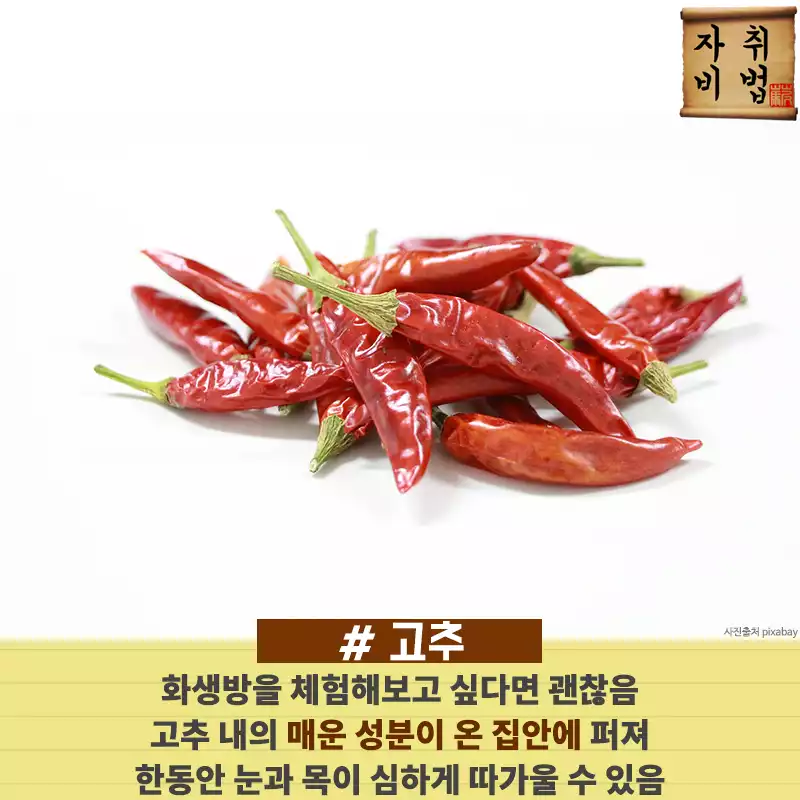 자취
비법
사진출처 pixabay
# 고추
화생방을 체험해보고 싶다면 괜찮음
고추 내의 매운 성분이 온 집안에 퍼져
한동안 눈과 목이 심하게 따가울 수 있음